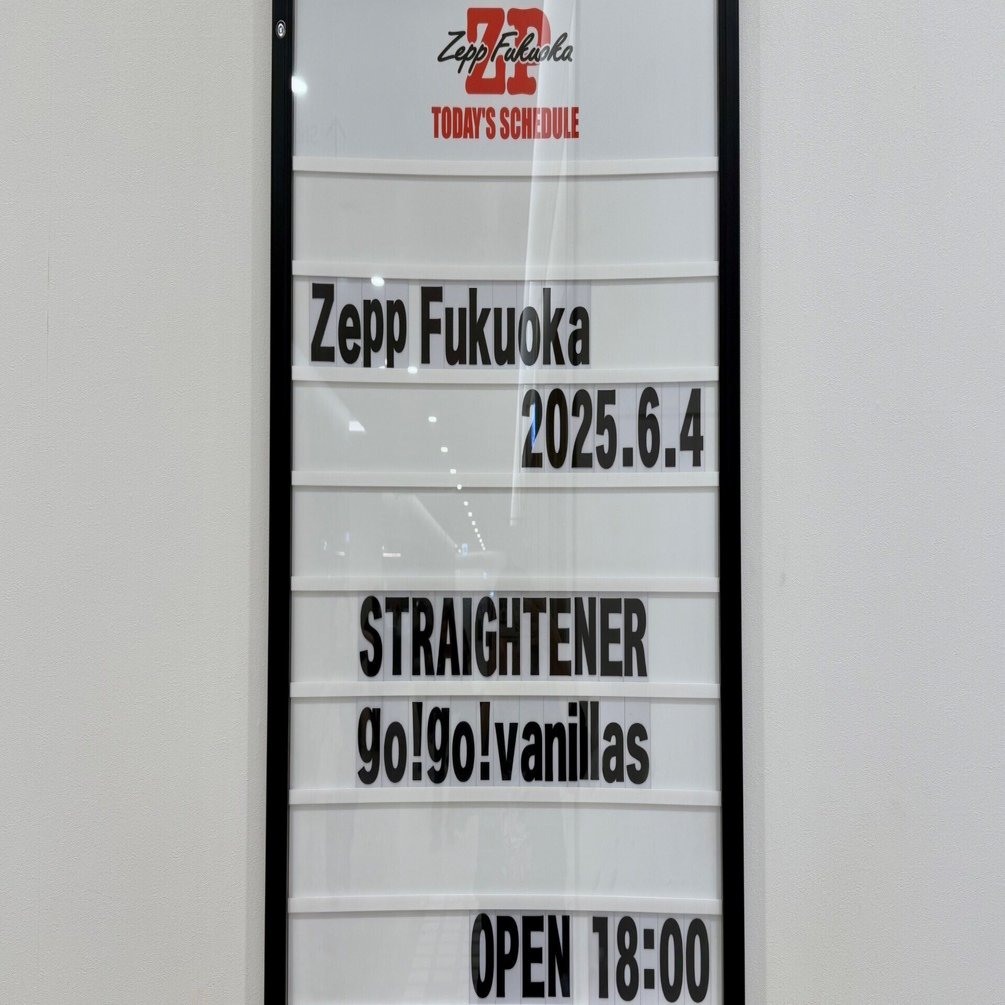 ZP
Zepp Fukuoka
TODAY'S SCHEDULE
Zepp Fukuoka
2025.6.4
STRAIGHTENER
go!go!vanillas
OPEN 18:00